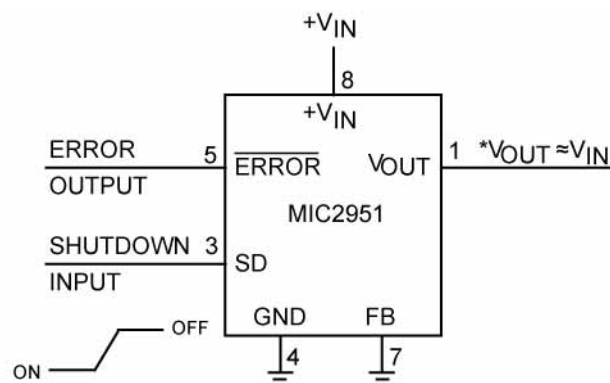 +VIN
8
+VIN
ERROR
5
ERROR
VOUT
1
*VOUT ≈VIN
OUTPUT
MIC2951
SHUTDOWN
3
SD
INPUT
GND
FB
OFF
4
7
ON